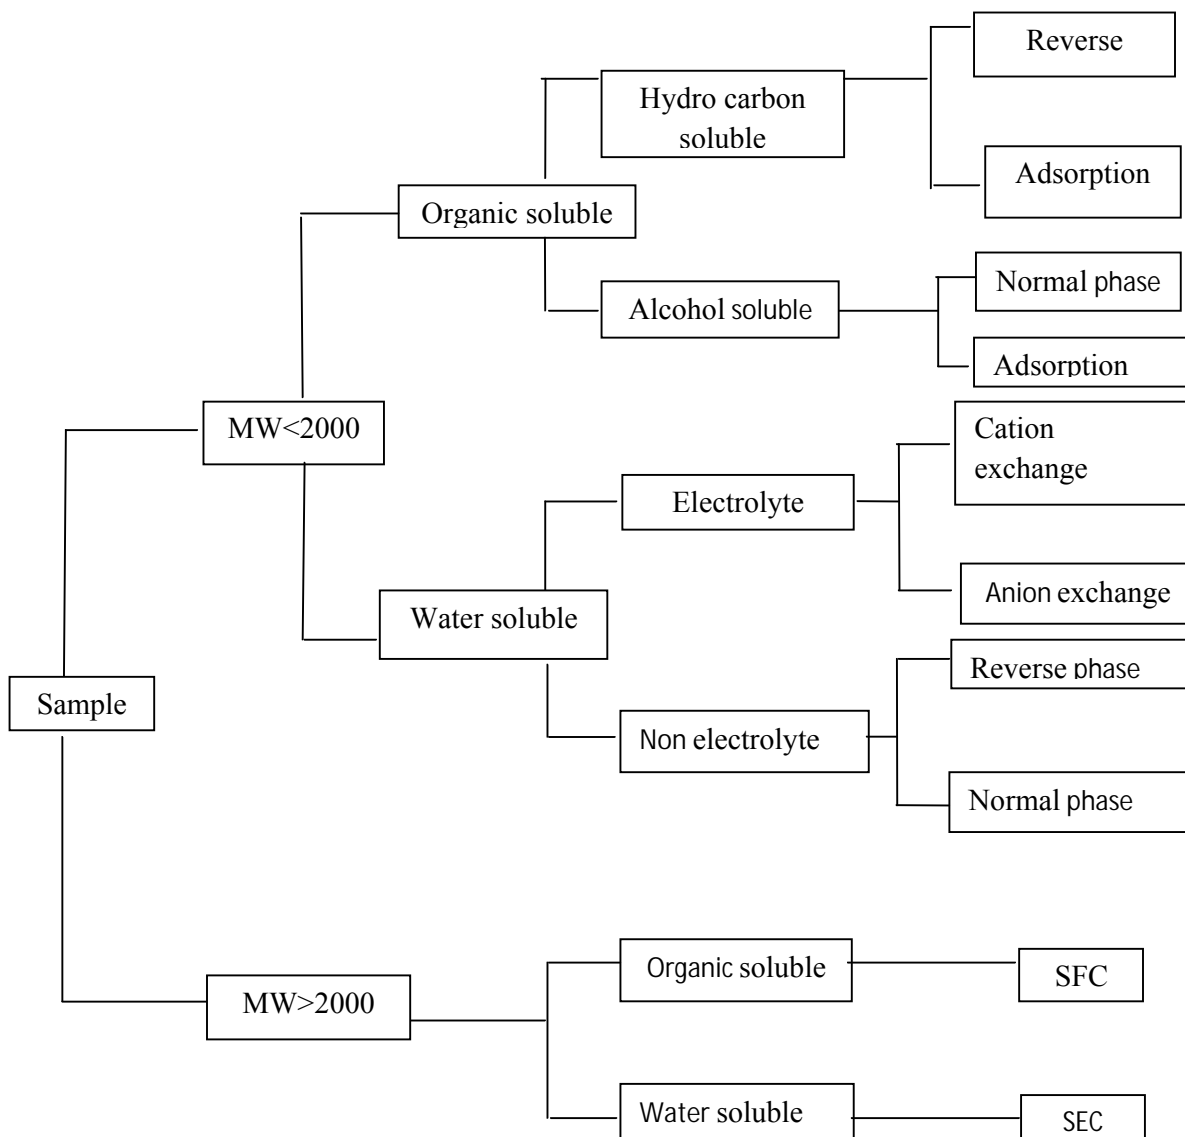 Reverse
Hydro carbon
soluble
Adsorption
Organic soluble
Normal phase
Alcohol soluble
Adsorption
MW<2000
Cation
exchange
Electrolyte
Anion exchange
Water soluble
Reverse phase
Sample
Non electrolyte
Normal phase
Organic soluble
SFC
MW>2000
Water soluble
SEC